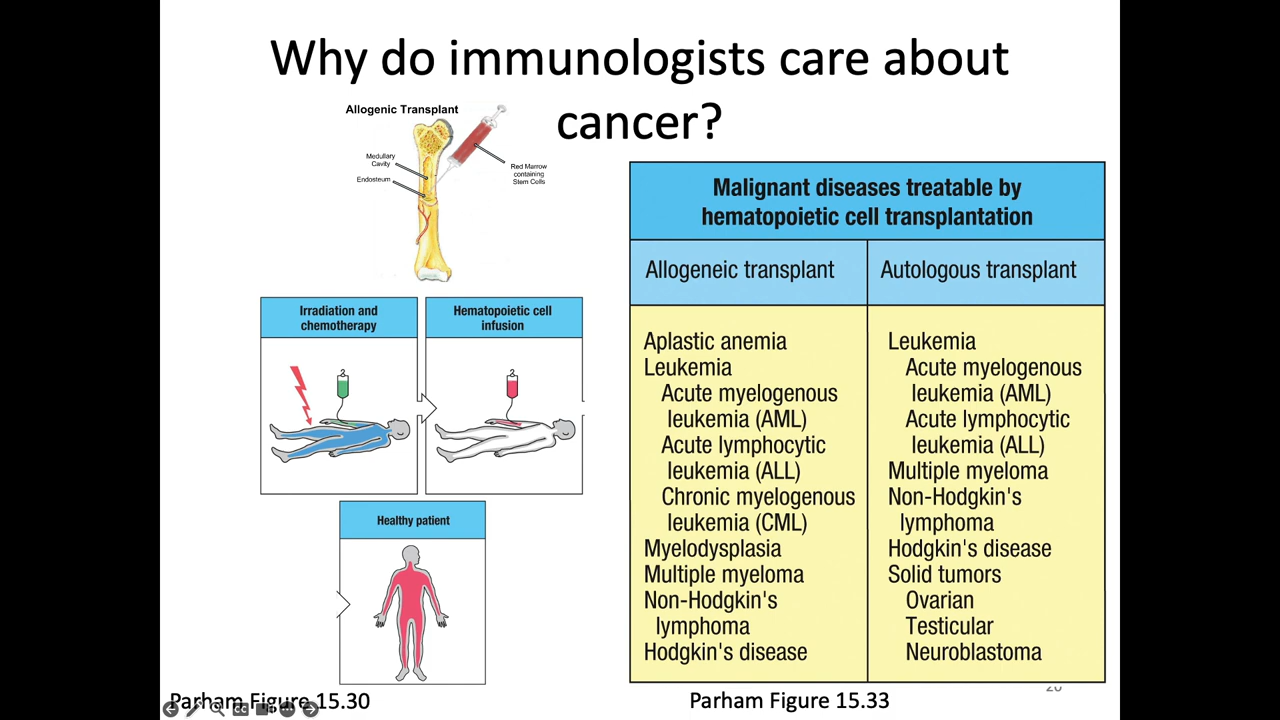 Why do immunologists care about
cancer?
Allogenic Transplant
Medullary
Cavity
Endosteum
Red Marrow
containing
Stem Cells
Irradiation and
chemotherapy
Hematopoietic cell
infusion
Healthy patient
Parham Figure 15.30
Malignant diseases treatable by
hematopoietic cell transplantation
Allogeneic transplant
Aplastic anemia
Leukemia
Acute myelogenous
leukemia (AML)
Acute lymphocytic
leukemia (ALL)
Chronic myelogenous
leukemia (CML)
Myelodysplasia
Multiple myeloma
Non-Hodgkin's
lymphoma
Hodgkin's disease
Autologous transplant
Leukemia
Acute myelogenous
leukemia (AML)
Acute lymphocytic
leukemia (ALL)
Multiple myeloma
Non-Hodgkin's
lymphoma
Hodgkin's disease
Solid tumors
Ovarian
Testicular
Neuroblastoma
Parham Figure 15.33